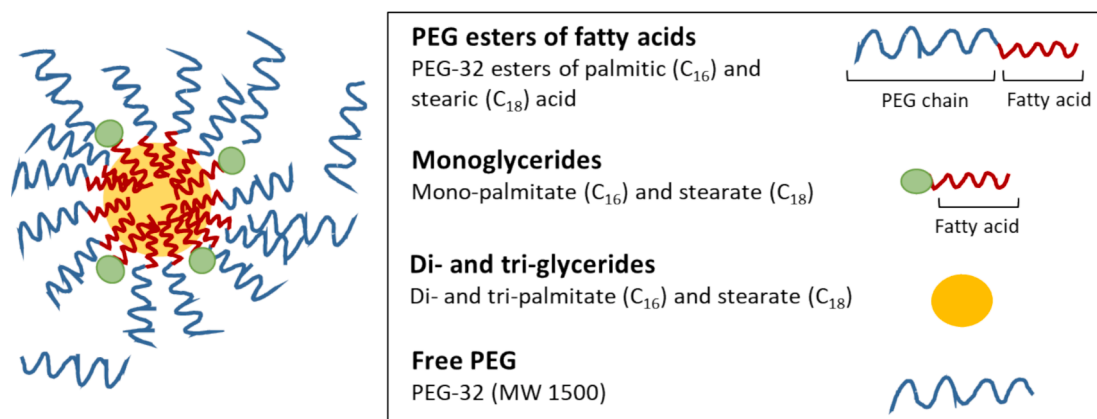 PEG esters of fatty acids
PEG-32 esters of palmitic (C₁₆) and
stearic (C₁₈) acid
PEG chain
Fatty acid
Monoglycerides
Mono-palmitate (C₁₆) and stearate (C₁₈)
Fatty acid
Di- and tri-glycerides
Di- and tri-palmitate (C₁₆) and stearate (C₁₈)
Free PEG
PEG-32 (MW 1500)